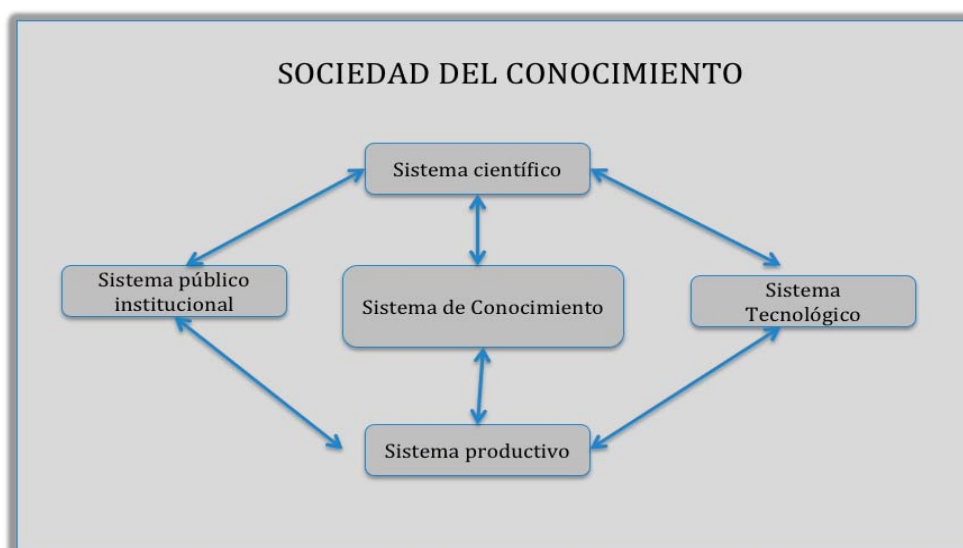 SOCIEDAD DEL CONOCIMIENTO
Sistema científico
Sistema público
institucional
Sistema de Conocimiento
Sistema
Tecnológico
Sistema productivo